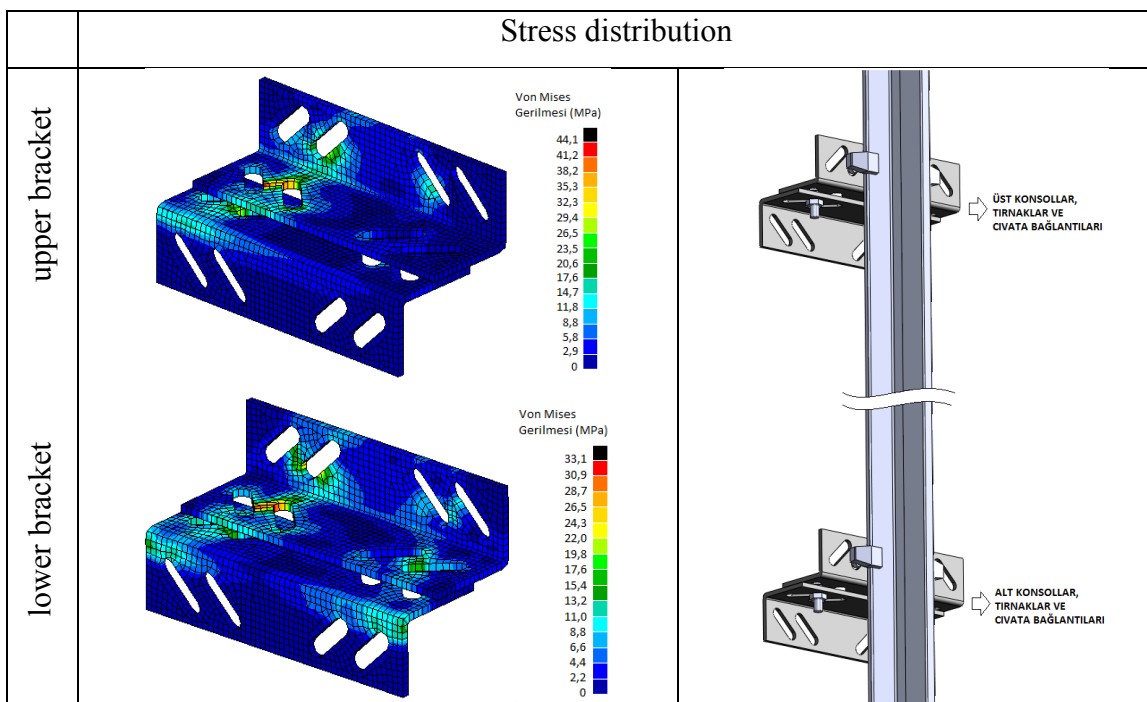 Stress distribution
upper bracket
Von Mises
Gerilmesi (MPa)
44,1
41,2
38,2
35,3
32,3
29,4
26,5
23,5
20,6
17,6
14,7
11,8
8,8
5,8
2,9
0
ÜST KONSOLLAR,
TIRNAKLAR VE
CIVATA BAĞLANTILARI
lower bracket
Von Mises
Gerilmesi (MPa)
33,1
30,9
28,7
26,5
24,3
22,0
19,8
17,6
15,4
13,2
11,0
8,8
6,6
4,4
2,2
0
ALT KONSOLLAR,
TIRNAKLAR VE
CIVATA BAĞLANTILARI